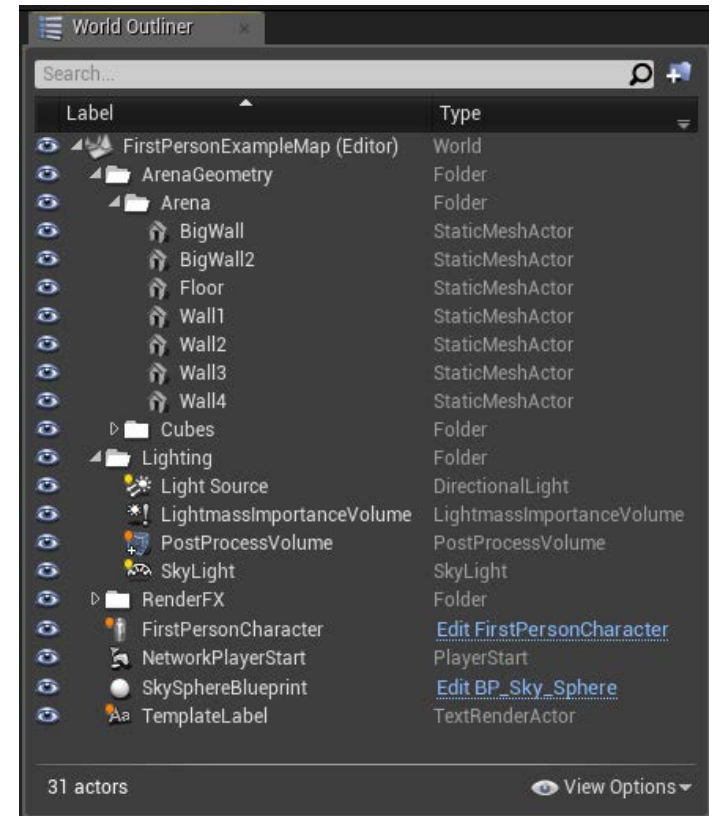 World Outliner
Search...
Label Type
FirstPersonExampleMap (Editor) World
ArenaGeometry Folder
Arena Folder
BigWall StaticMeshActor
BigWall2 StaticMeshActor
Floor StaticMeshActor
Wall1 StaticMeshActor
Wall2 StaticMeshActor
Wall3 StaticMeshActor
Wall4 StaticMeshActor
Cubes Folder
Lighting Folder
Light Source DirectionalLight
LightmassImportanceVolume LightmassImportanceVolume
PostProcessVolume PostProcessVolume
SkyLight SkyLight
RenderFX Folder
FirstPersonCharacter Edit FirstPersonCharacter
NetworkPlayerStart PlayerStart
SkySphereBlueprint Edit BP_Sky_Sphere
Aa TemplateLabel TextRenderActor
31 actors View Options